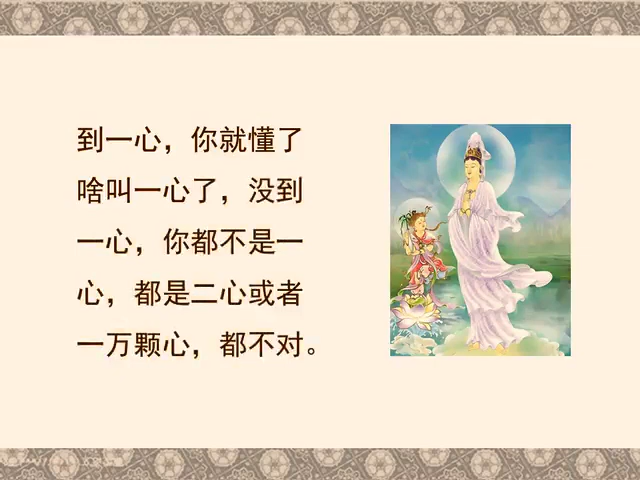 到一心，你就懂了
啥叫一心了，没到
一心，你都不是一
心，都是二心或者
一万颗心，都不对。